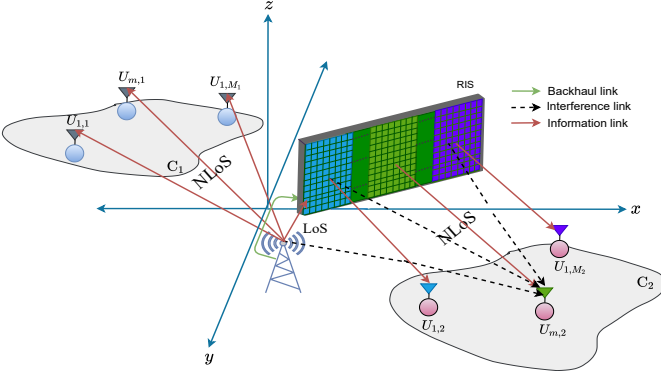 z
U_{m,1}
U_{1,M_1}
U_{1,1}
RIS
Backhaul link
Interference link
Information link
C_1
NLoS
x
LoS
NLoS
U_{1,M_2}
C_2
U_{1,2}
U_{m,2}
y